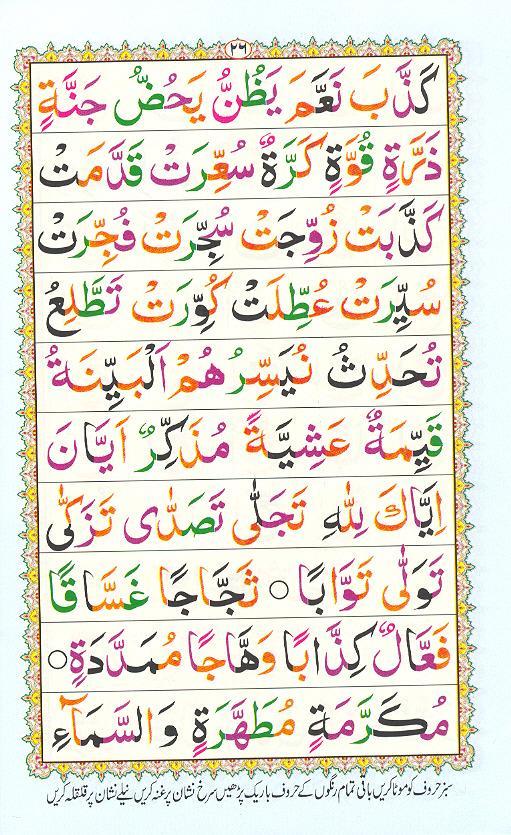 ٢٦
كَذَّبَ نَعَّمَ يَظُنُّ يَحُضُّ جَنَّةٍ
ذَرَّةٍ قُوَّةٍ كَرَّةٌ سُعِّرَتْ قَدَّمَتْ
كَذَّبَتْ زُوِّجَتْ سُجِّرَتْ فُجِّرَتْ
سُيِّرَتْ عُطِّلَتْ كُوِّرَتْ تَطَّلِعُ
تُحَدِّثُ نُيَسِّرُ هُمْ اَلْبَيِّنَةُ
قَيِّمَةٌ عَشِيَّةً مُذَكِّرٌ اَيَّانَ
اِيَّاكَ لِلّٰهِ تَجَلّٰى تَصَدّٰى تَزَكّٰى
تَوَلّٰى تَوَّابًا ○ ثَجَّاجًا غَسَّاقًا
فَعَّالٌ كِذَّابًا وَهَّاجًا مُمَدَّدَةٍ ○
مُكَرَّمَةٍ مُطَهَّرَةٍ وَالسَّمَآءِ
سبز حروف کو موٹا کریں باقی تمام رنگوں کے حروف باریک پڑھیں سرخ نشان پر غنہ کریں نیلے نشان پر قلقلہ کریں